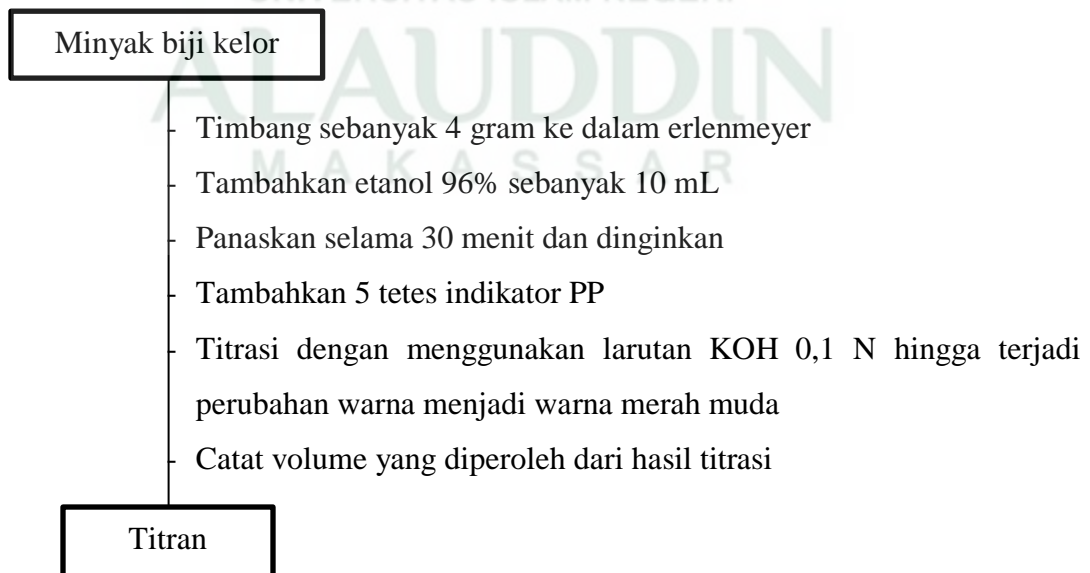 Minyak biji kelor
ALAUDDIN
- Timbang sebanyak 4 gram ke dalam erlenmeyer
MAKASSAR
- Tambahkan etanol 96% sebanyak 10 mL
- Panaskan selama 30 menit dan dinginkan
- Tambahkan 5 tetes indikator PP
- Titrasi dengan menggunakan larutan KOH 0,1 N hingga terjadi
perubahan warna menjadi warna merah muda
- Catat volume yang diperoleh dari hasil titrasi
Titran